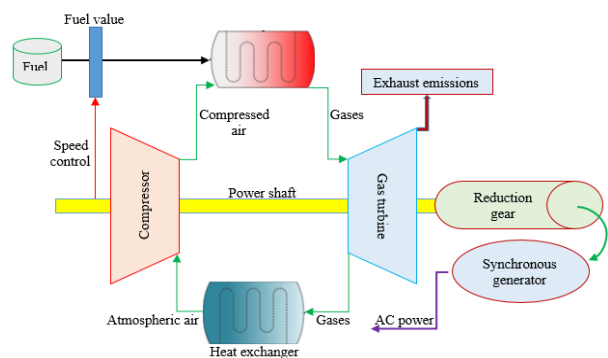 Fuel value
Fuel
Exhaust emissions
Compressed
air
Gases
Speed
control
Compressor
Power shaft
Gas turbine
Reduction
gear
Synchronous
generator
Atmospheric air
Gases
AC power
Heat exchanger